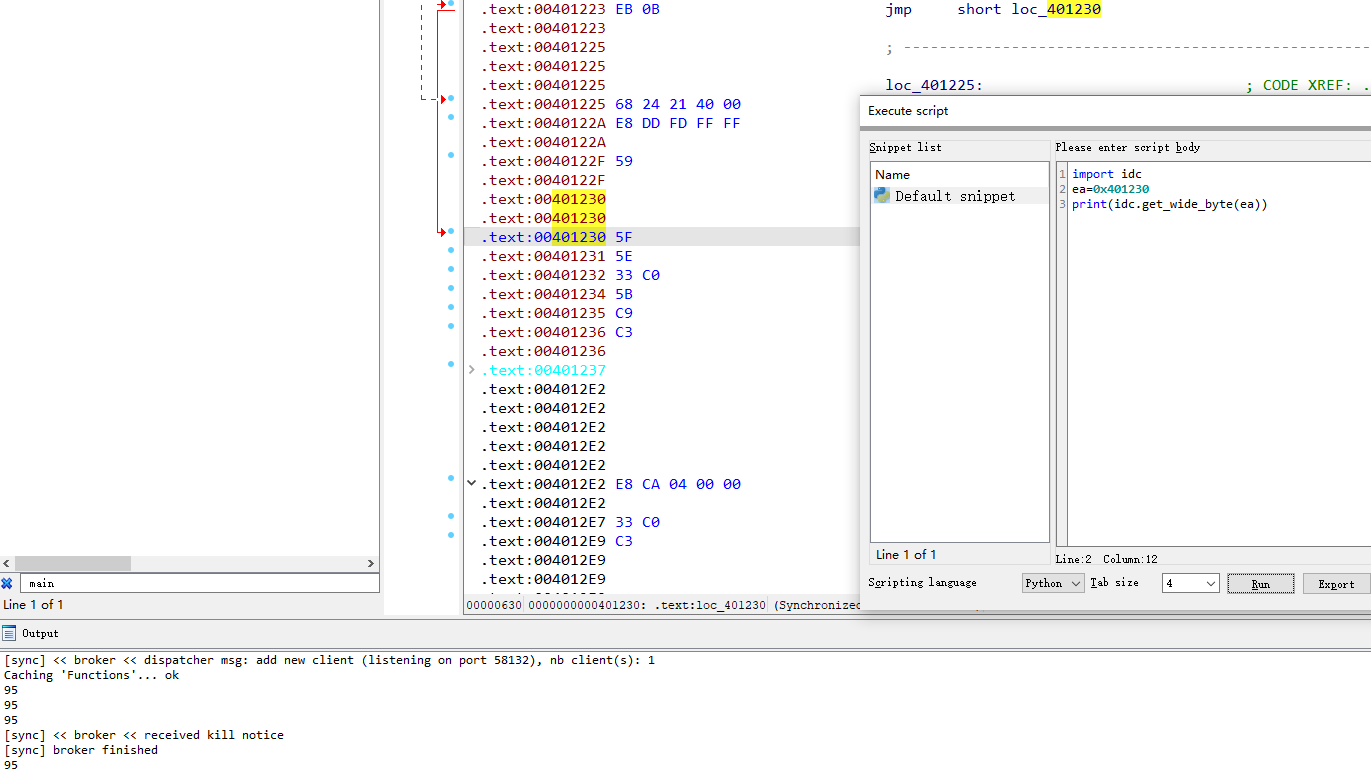 .text:00401223 EB 0B jmp short loc_401230
.text:00401223
.text:00401225 ; ---------------------------------------------------------
.text:00401225
.text:00401225 loc_401225: ; CODE XREF: .
.text:00401225 68 24 21 40 00
.text:0040122A E8 DD FD FF FF
.text:0040122A
.text:0040122F 59
.text:0040122F
.text:00401230
.text:00401230
.text:00401230 5F
.text:00401231 5E
.text:00401232 33 C0
.text:00401234 5B
.text:00401235 C9
.text:00401236 C3
.text:00401236
.text:00401237
.text:004012E2
.text:004012E2
.text:004012E2
.text:004012E2
.text:004012E2
.text:004012E2 E8 CA 04 00 00
.text:004012E2
.text:004012E7 33 C0
.text:004012E9 C3
.text:004012E9
.text:004012E9
00000630 0000000000401230: .text:loc_401230 (Synchronized
Execute script
Snippet list
Name
Default snippet
Line 1 of 1
Please enter script body
1 import idc
2 ea=0x401230
3 print(idc.get_wide_byte(ea))
Line:2 Column:12
Scripting language Python Tab size 4 Run Export
main
Line 1 of 1
Output
[sync] << broker << dispatcher msg: add new client (listening on port 58132), nb client(s): 1
Caching 'Functions'... ok
95
95
95
[sync] << broker << received kill notice
[sync] broker finished
95